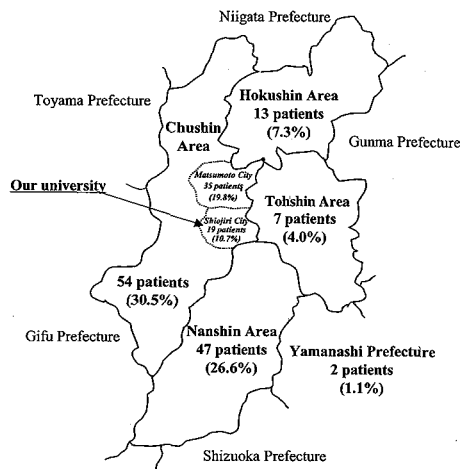 Niigata Prefecture
Toyama Prefecture
Hokushin Area
13 patients
(7.3%)
Chushin
Area
Gunma Prefecture
Matsumoto City
35 patients
(19.8%)
Our university
Tohshin Area
7 patients
(4.0%)
Shiojiri City
19 patients
(10.7%)
54 patients
(30.5%)
Nanshin Area
47 patients
(26.6%)
Gifu Prefecture
Yamanashi Prefecture
2 patients
(1.1%)
Shizuoka Prefecture